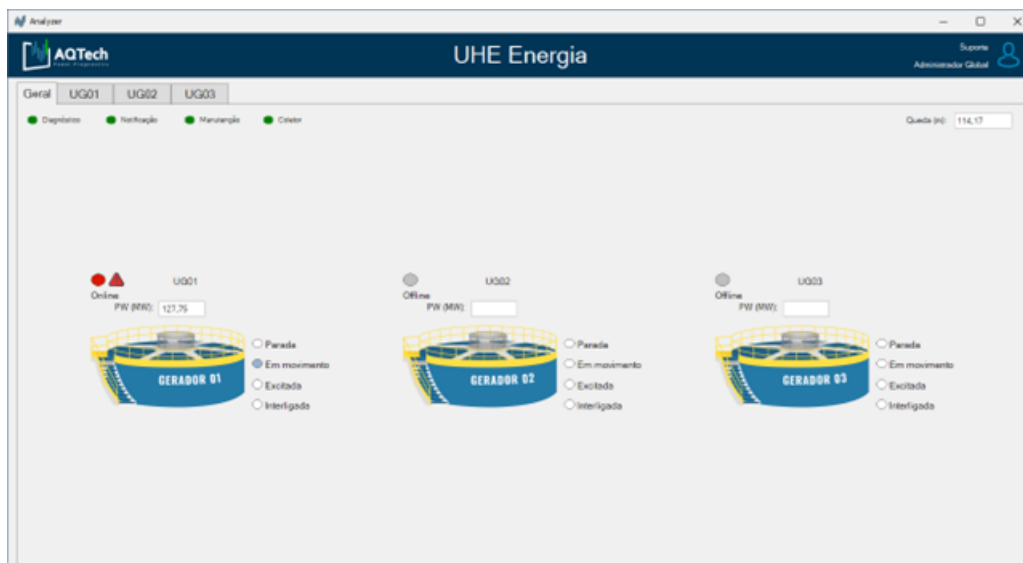 Analyzer
AQTech
Power Prognostics
UHE Energia
Suporte
Administrador Global
Geral UG01 UG02 UG03
Diagnóstico Notificação Manutenção Coletor
Queda (m): 114,17
UG01 UG02 UG03
Online Offline Offline
PW (MW): 127,75 PW (MW): PW (MW):
Parada Parada Parada
Em movimento Em movimento Em movimento
GERADOR 01 GERADOR 02 GERADOR 03
Excitada Excitada Excitada
Interligada Interligada Interligada